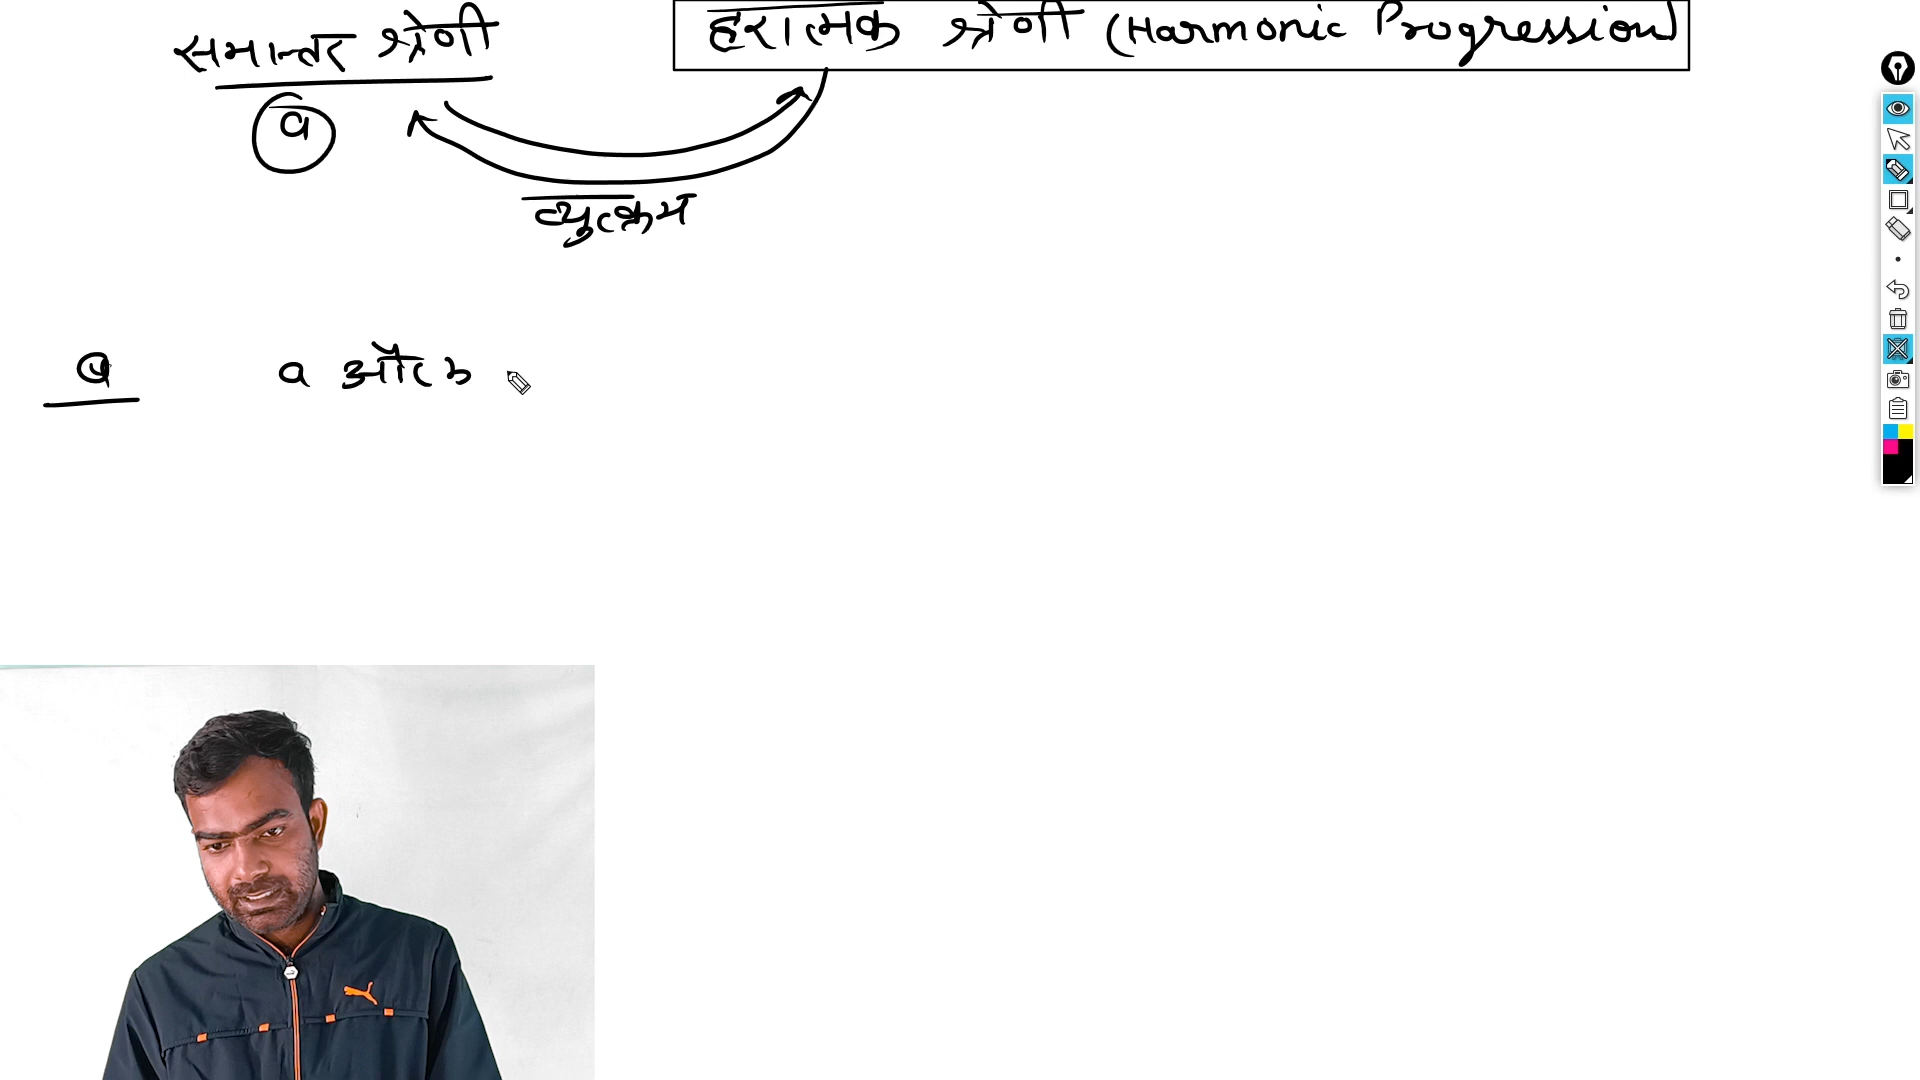 समान्तर श्रेणी
हरात्मक श्रेणी (Harmonic Progression)
a
व्युत्क्रम
Q a और b